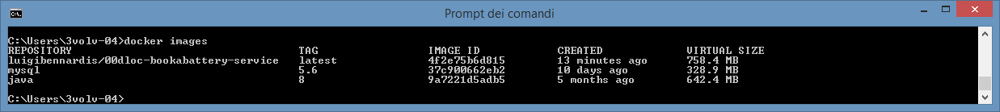 Prompt dei comandi
C:\Users\3volv-04>docker images
REPOSITORY TAG IMAGE ID CREATED VIRTUAL SIZE
luigibennardis/00dloc-bookabattery-service latest 4f2e75b6d815 13 minutes ago 758.4 MB
mysql 5.6 37c900662eb2 10 days ago 328.9 MB
java 8 9a7221d5adb5 5 months ago 642.4 MB
C:\Users\3volv-04>